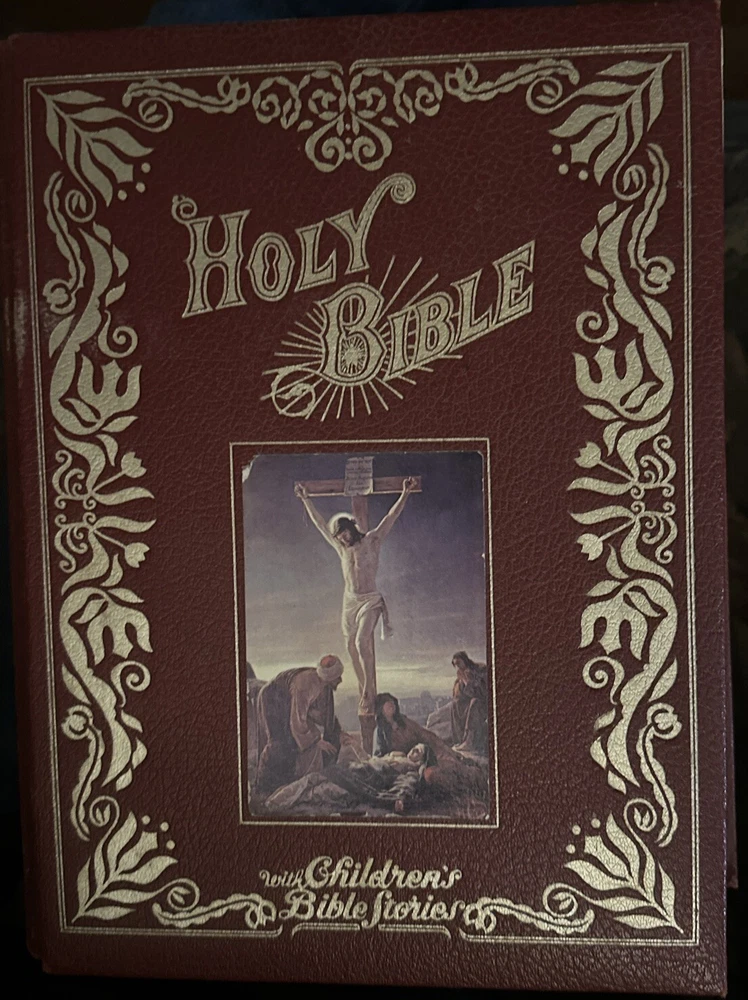 HOLY
BIBLE
with Children's
Bible Stories